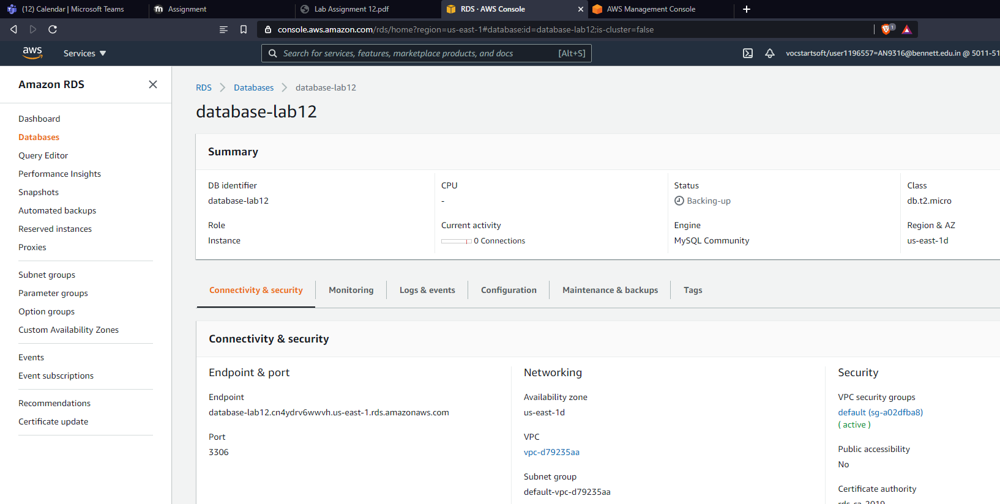 (12) Calendar | Microsoft Teams
Assignment
Lab Assignment 12.pdf
RDS · AWS Console
AWS Management Console
console.aws.amazon.com/rds/home?region=us-east-1#database:id=database-lab12;is-cluster=false
1
aws
Services
Search for services, features, marketplace products, and docs
[Alt+S]
vocstartsoft/user1196557=AN9316@bennett.edu.in @ 5011-51
Amazon RDS
Dashboard
Databases
Query Editor
Performance Insights
Snapshots
Automated backups
Reserved instances
Proxies
Subnet groups
Parameter groups
Option groups
Custom Availability Zones
Events
Event subscriptions
Recommendations
Certificate update
RDS
Databases
database-lab12
database-lab12
Summary
DB identifier
database-lab12
CPU
-
Status
Backing-up
Class
db.t2.micro
Role
Instance
Current activity
0 Connections
Engine
MySQL Community
Region & AZ
us-east-1d
Connectivity & security
Monitoring
Logs & events
Configuration
Maintenance & backups
Tags
Connectivity & security
Endpoint & port
Endpoint
database-lab12.cn4ydrv6wwvh.us-east-1.rds.amazonaws.com
Port
3306
Networking
Availability zone
us-east-1d
VPC
vpc-d79235aa
Subnet group
default-vpc-d79235aa
Security
VPC security groups
default (sg-a02dfba8)
( active )
Public accessibility
No
Certificate authority
rds-ca-2019